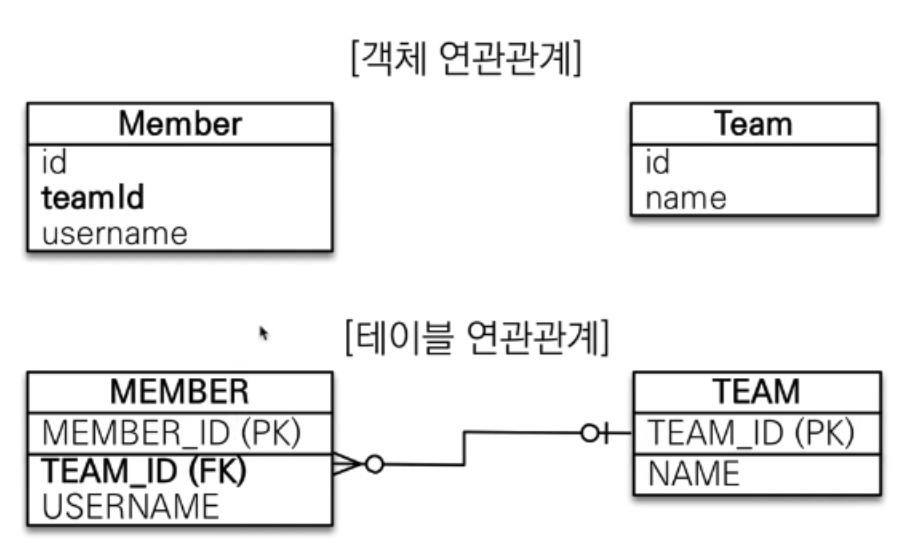 [객체 연관관계]
Member
id
teamId
username
Team
id
name
[테이블 연관관계]
MEMBER
MEMBER_ID (PK)
TEAM_ID (FK)
USERNAME
TEAM
TEAM_ID (PK)
NAME